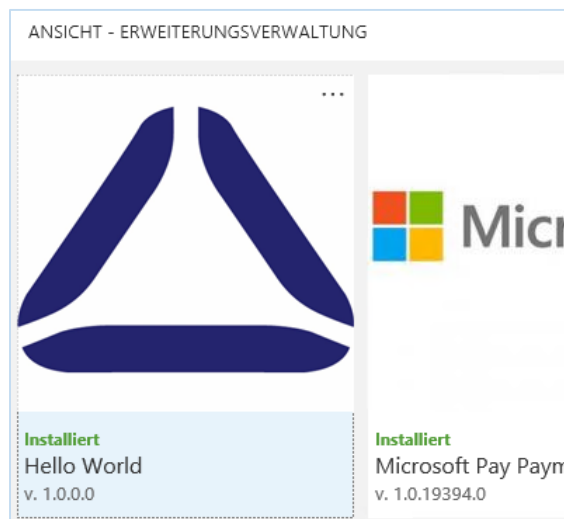 ANSICHT - ERWEITERUNGSVERWALTUNG
...
Micr
Installiert
Hello World
v. 1.0.0.0
Installiert
Microsoft Pay Paym
v. 1.0.19394.0